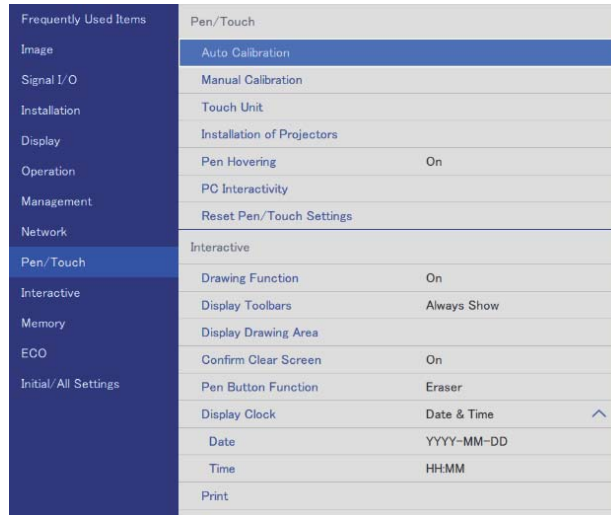 Frequently Used Items
Image
Signal I/O
Installation
Display
Operation
Management
Network
Pen/Touch
Interactive
Memory
ECO
Initial/All Settings
Pen/Touch
Auto Calibration
Manual Calibration
Touch Unit
Installation of Projectors
Pen Hovering On
PC Interactivity
Reset Pen/Touch Settings
Interactive
Drawing Function On
Display Toolbars Always Show
Display Drawing Area
Confirm Clear Screen On
Pen Button Function Eraser
Display Clock Date & Time
Date YYYY-MM-DD
Time HH:MM
Print